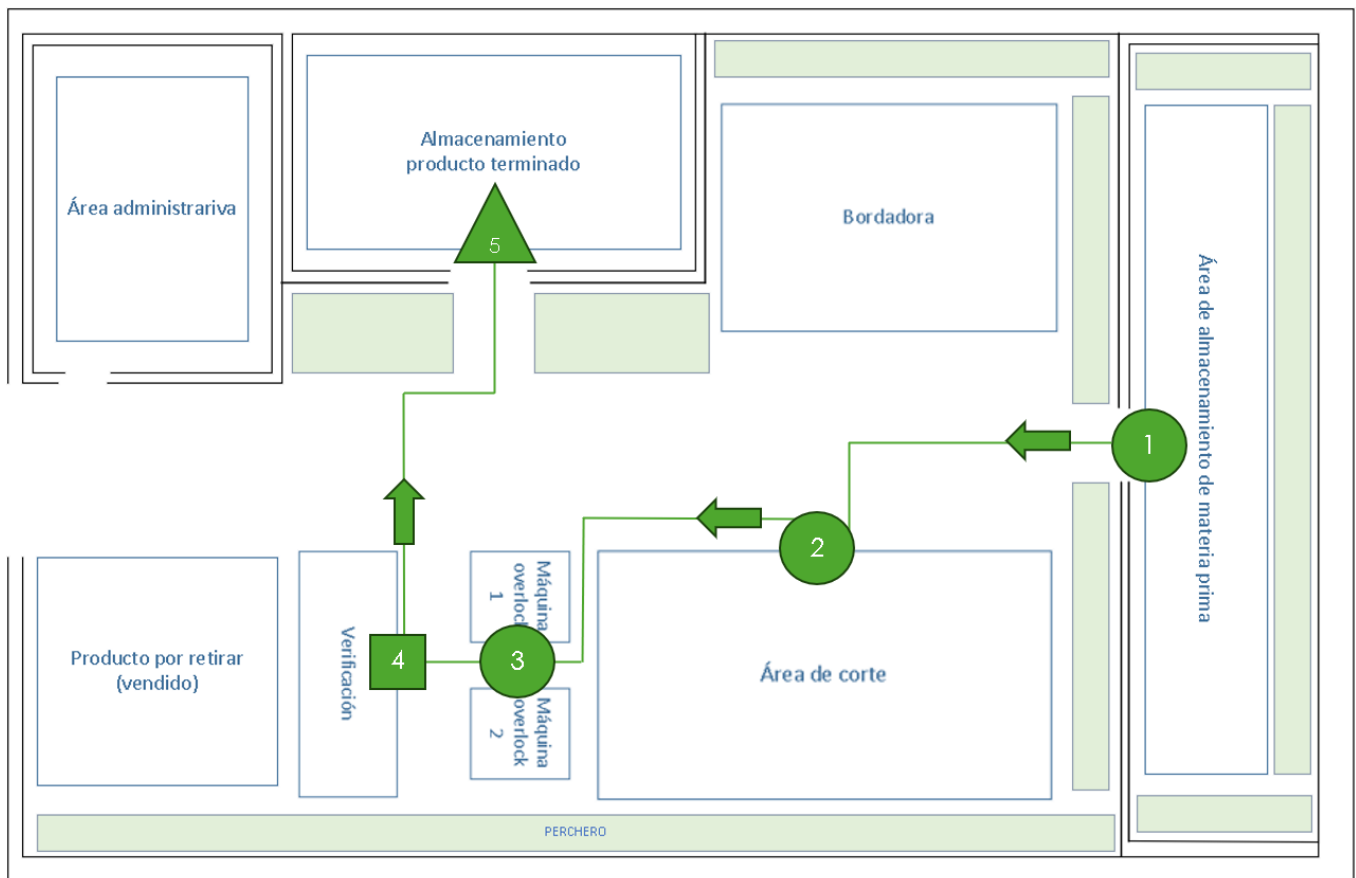 Área administrariva
Almacenamiento
producto terminado
5
Bordadora
Área de almacenamiento de materia prima
1
2
Máquina
overlock
1
3
Máquina
overlock
2
4
Verificación
Área de corte
Producto por retirar
(vendido)
PERCHERO